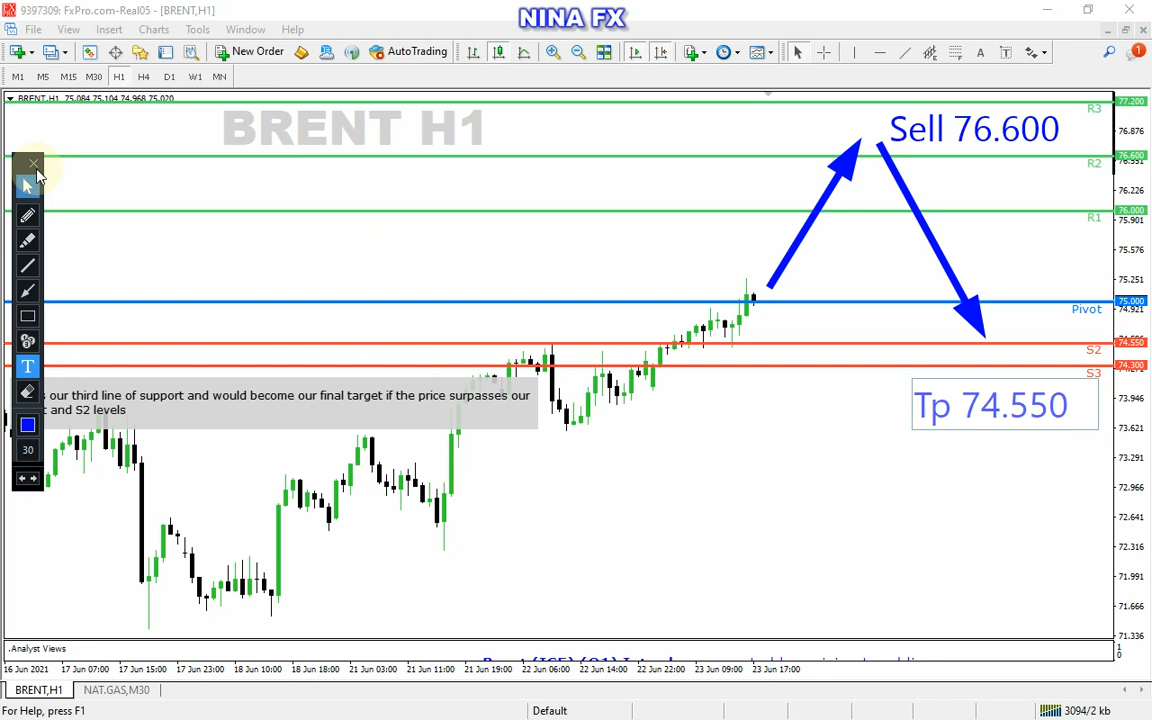 9397309: FxPro.com-Real05 - [BRENT,H1]
NINA FX
File View Insert Charts Tools Window Help
New Order AutoTrading
1
M1 M5 M15 M30 H1 H4 D1 W1 MN
BRENT,H1 75.084 75.104 74.968 75.020
BRENT H1
Sell 76.600
77.200
R3
76.876
76.600
R2
76.551
76.226
76.000
R1
75.901
75.576
75.251
75.000
Pivot
74.921
74.550
S2
74.300
S3
Tp 74.550
our third line of support and would become our final target if the price surpasses our
and S2 levels
73.946
73.621
73.291
72.966
72.641
72.316
71.991
71.666
71.336
T
30
Analyst Views
1
0
16 Jun 2021 17 Jun 07:00 17 Jun 15:00 17 Jun 23:00 18 Jun 10:00 18 Jun 18:00 21 Jun 03:00 21 Jun 11:00 21 Jun 19:00 22 Jun 06:00 22 Jun 14:00 22 Jun 22:00 23 Jun 09:00 23 Jun 17:00
BRENT,H1 NAT.GAS,M30
For Help, press F1 Default 3094/2 kb